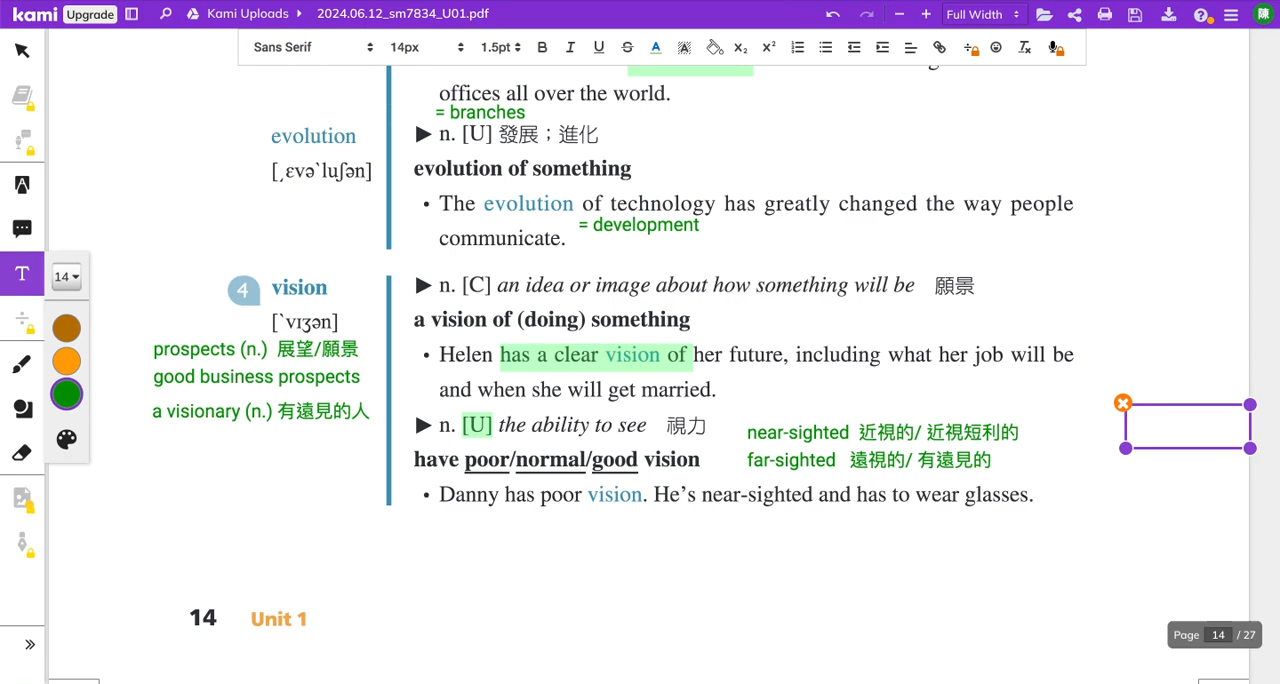 kami Upgrade Kami Uploads 2024.06.12_sm7834_U01.pdf Full Width 陳
Sans Serif 14px 1.5pt B I U S A A X₂ X²
offices all over the world.
= branches
evolution ▶ n. [U] 發展；進化
[ˏɛvəˋluʃən] evolution of something
• The evolution of technology has greatly changed the way people
= development
communicate.
14
4 vision ▶ n. [C] an idea or image about how something will be 願景
[ˋvɪʒən] a vision of (doing) something
prospects (n.) 展望/願景
• Helen has a clear vision of her future, including what her job will be
good business prospects
and when she will get married.
a visionary (n.) 有遠見的人
▶ n. [U] the ability to see 視力
near-sighted 近視的/ 近視短利的
have poor/normal/good vision
far-sighted 遠視的/ 有遠見的
• Danny has poor vision. He’s near-sighted and has to wear glasses.
14 Unit 1
Page 14 / 27